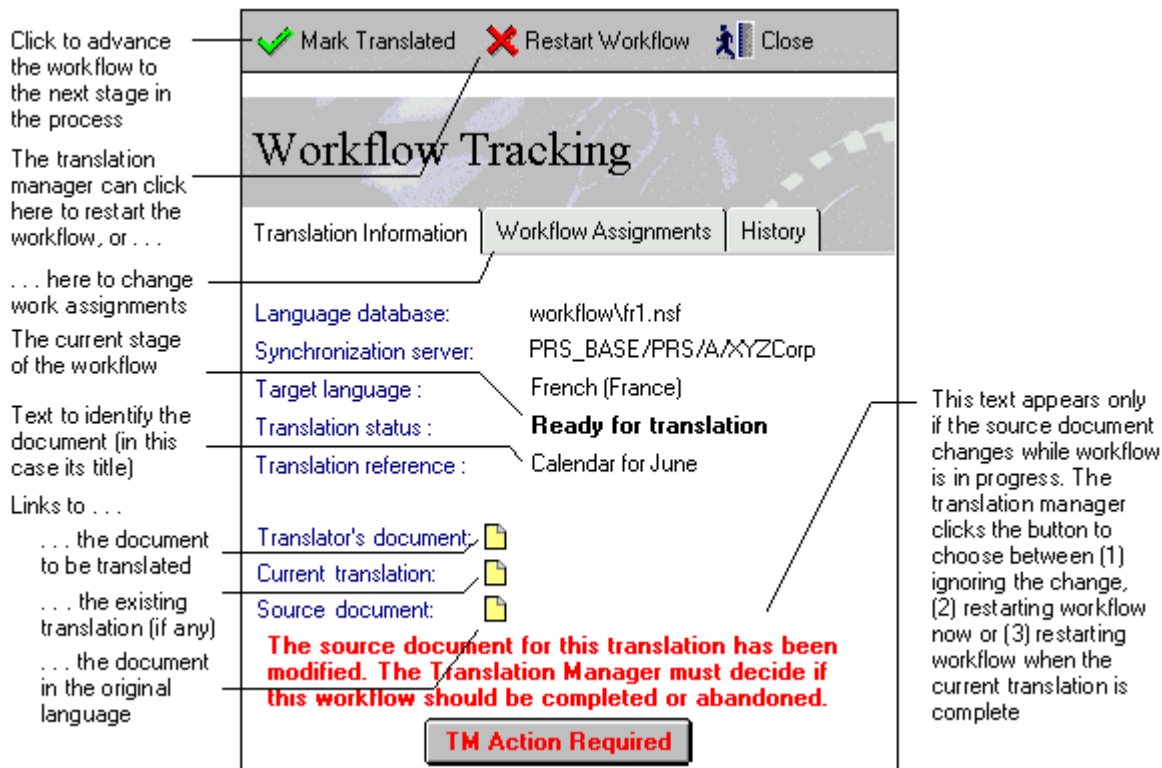 Click to advance
the workflow to
the next stage in
the process
The translation
manager can click
here to restart the
workflow, or . . .
. . . here to change
work assignments
The current stage
of the workflow
Text to identify the
document (in this
case its title)
Links to . . .
. . . the document
to be translated
. . . the existing
translation (if any)
. . . the document
in the original
language
Mark Translated Restart Workflow Close
Workflow Tracking
Translation Information Workflow Assignments History
Language database: workflow\fr1.nsf
Synchronization server: PRS_BASE/PRS/A/XYZCorp
Target language : French (France)
Translation status : Ready for translation
Translation reference : Calendar for June
Translator's document:
Current translation:
Source document:
The source document for this translation has been
modified. The Translation Manager must decide if
this workflow should be completed or abandoned.
TM Action Required
This text appears only
if the source document
changes while workflow
is in progress. The
translation manager
clicks the button to
choose between (1)
ignoring the change,
(2) restarting workflow
now or (3) restarting
workflow when the
current translation is
complete